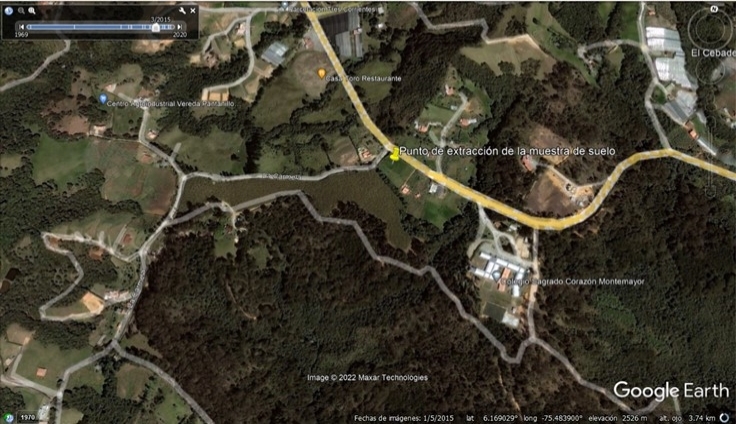 3/2015
1969
2020
Casa Toro Restaurante
El Cebade
Centro Agroindustrial Vereda Pantanillo
Punto de extracción de la muestra de suelo
Colegio Sagrado Corazón Montemayor
Image © 2022 Maxar Technologies
Google Earth
1970
Fechas de imágenes: 1/5/2015 lat 6.169029° long -75.483900° elevación 2526 m alt. ojo 3.74 km